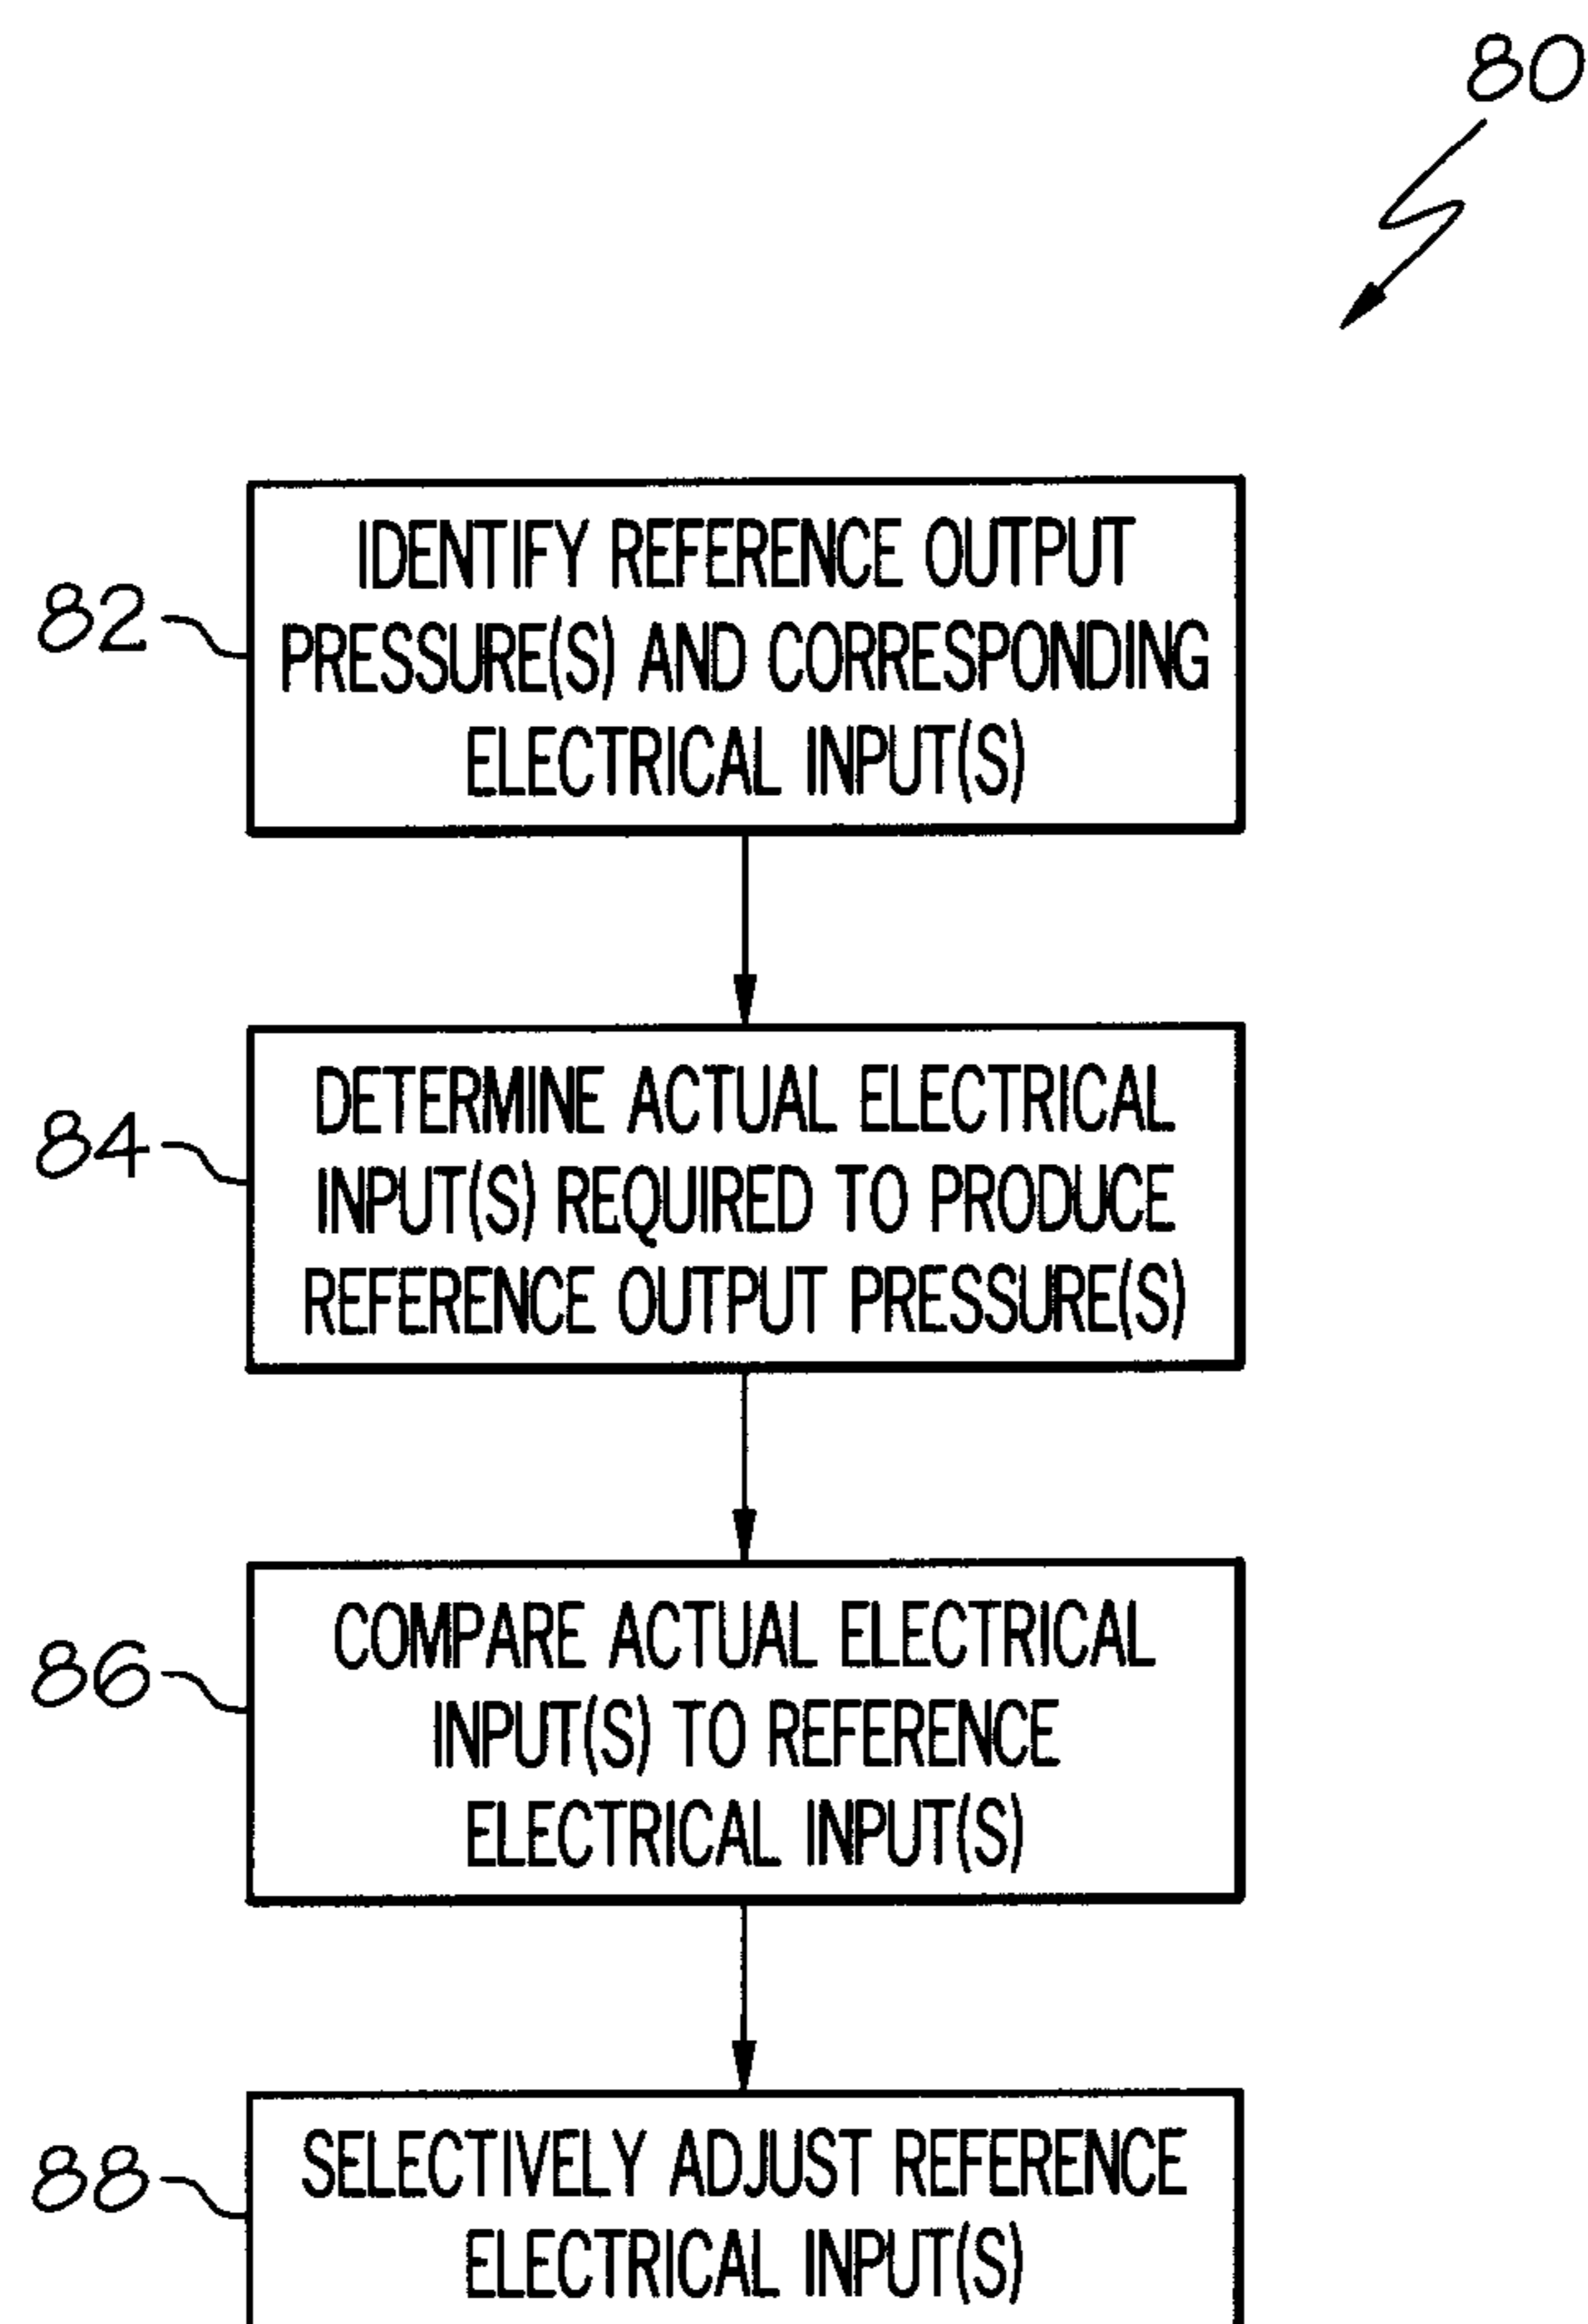 80
82
IDENTIFY REFERENCE OUTPUT
PRESSURE(S) AND CORRESPONDING
ELECTRICAL INPUT(S)
84
DETERMINE ACTUAL ELECTRICAL
INPUT(S) REQUIRED TO PRODUCE
REFERENCE OUTPUT PRESSURE(S)
86
COMPARE ACTUAL ELECTRICAL
INPUT(S) TO REFERENCE
ELECTRICAL INPUT(S)
88
SELECTIVELY ADJUST REFERENCE
ELECTRICAL INPUT(S)